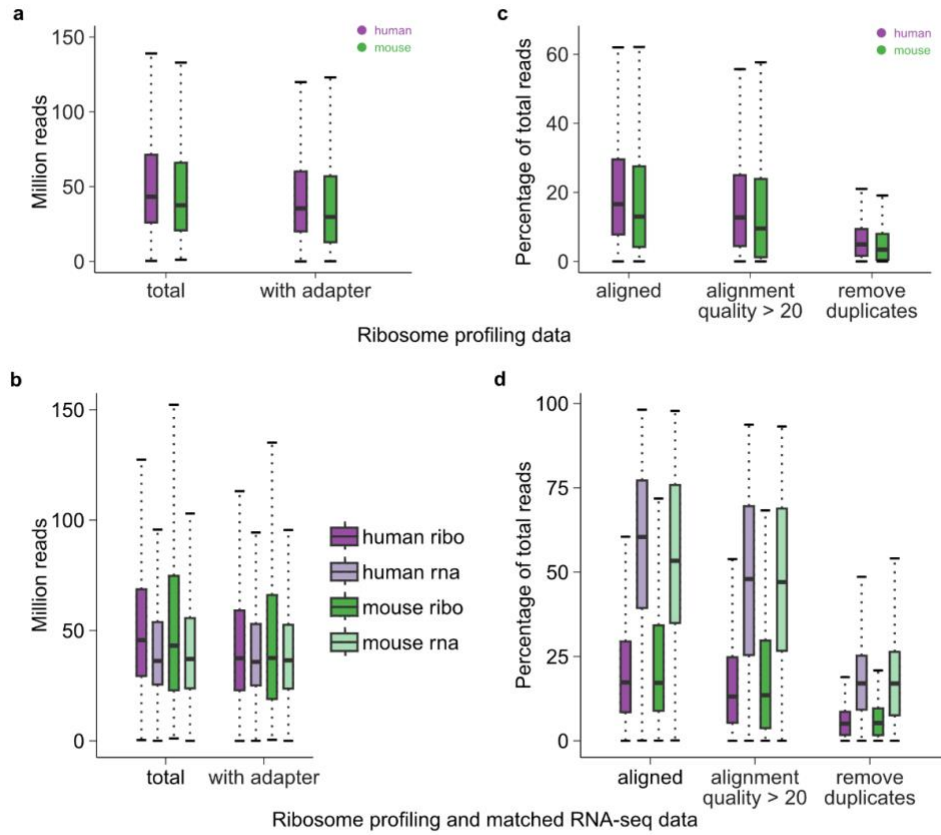 a
150
100
50
0
Million reads
human
mouse
total
with adapter
c
60
40
20
0
Percentage of total reads
human
mouse
aligned
alignment
quality > 20
remove
duplicates
Ribosome profiling data
b
150
100
50
0
Million reads
total
with adapter
human ribo
human rna
mouse ribo
mouse rna
d
100
75
50
25
0
Percentage of total reads
aligned
alignment
quality > 20
remove
duplicates
Ribosome profiling and matched RNA-seq data